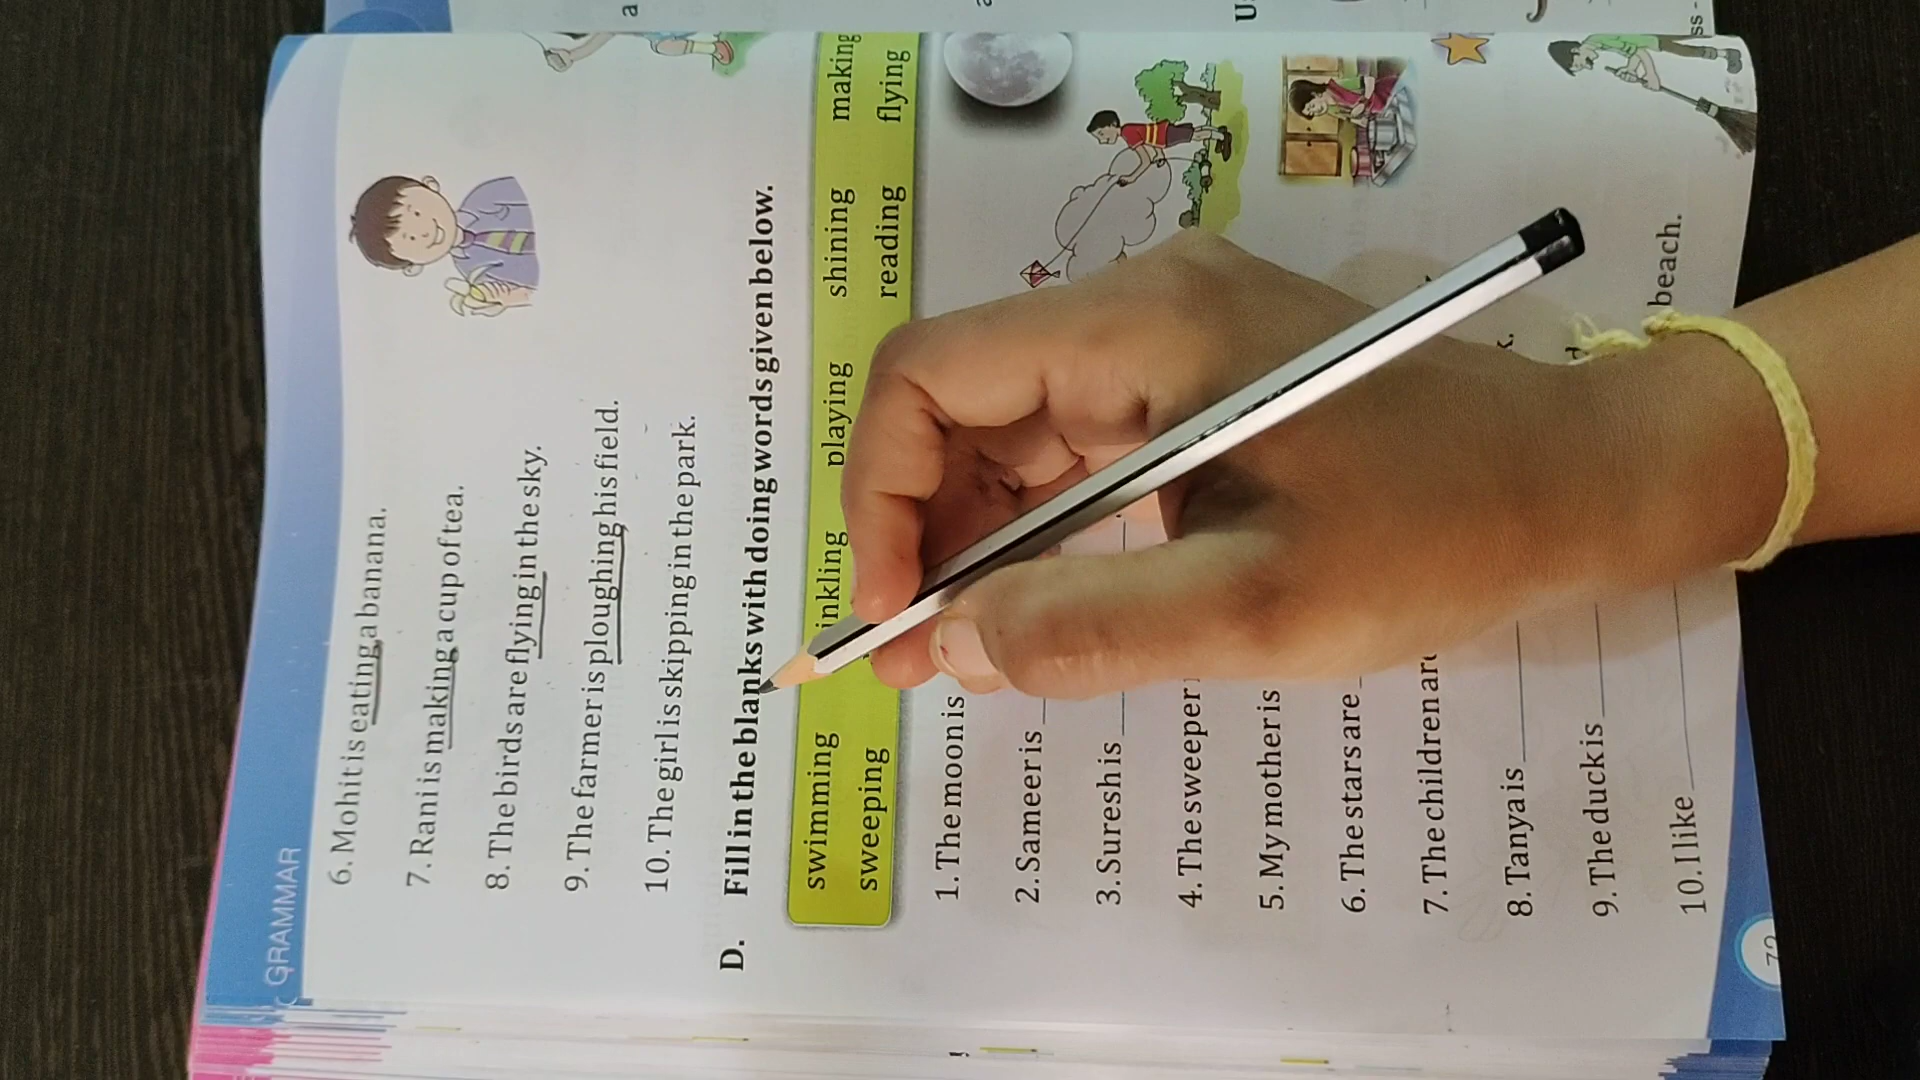 GRAMMAR
6. Mohit is eating a banana.
7. Rani is making a cup of tea.
8. The birds are flying in the sky.
9. The farmer is ploughing his field.
10. The girl is skipping in the park.
D. Fill in the blanks with doing words given below.
swimming inkling playing shining making
sweeping reading flying
1. The moon is
2. Sameer is
3. Suresh is
4. The sweeper
5. My mother is
6. The stars are
7. The children are
8. Tanya is
9. The duck is
10. I like beach.